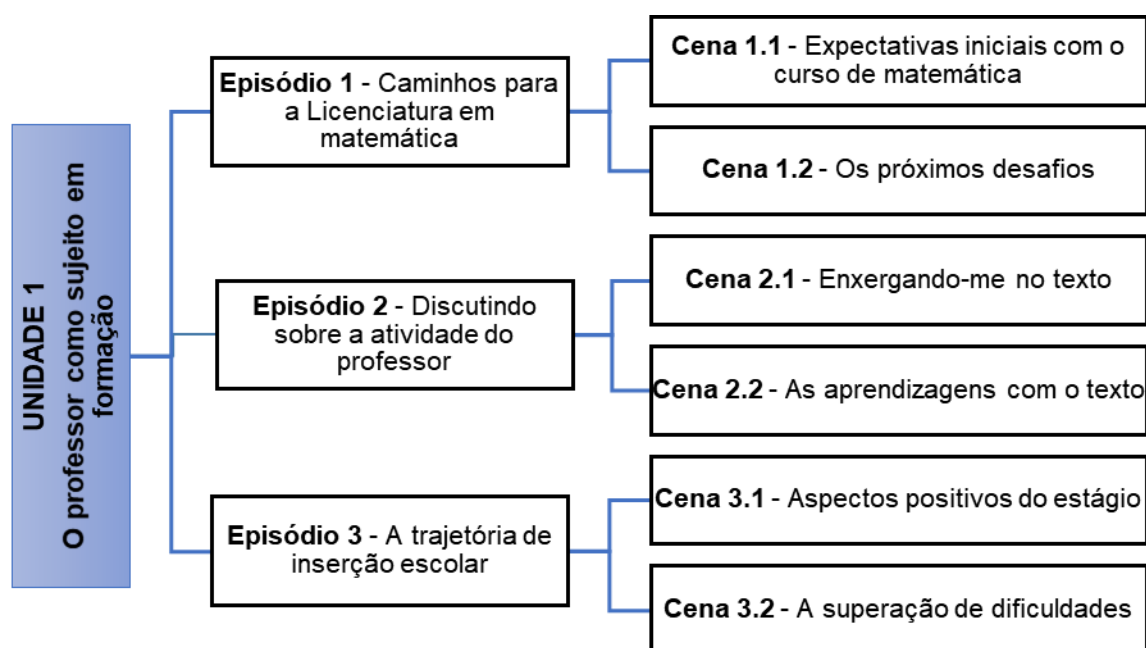 UNIDADE 1
O professor como sujeito em
formação
Episódio 1 - Caminhos para
a Licenciatura em
matemática
Cena 1.1 - Expectativas iniciais com o
curso de matemática
Cena 1.2 - Os próximos desafios
Episódio 2 - Discutindo
sobre a atividade do
professor
Cena 2.1 - Enxergando-me no texto
Cena 2.2 - As aprendizagens com o texto
Episódio 3 - A trajetória de
inserção escolar
Cena 3.1 - Aspectos positivos do estágio
Cena 3.2 - A superação de dificuldades